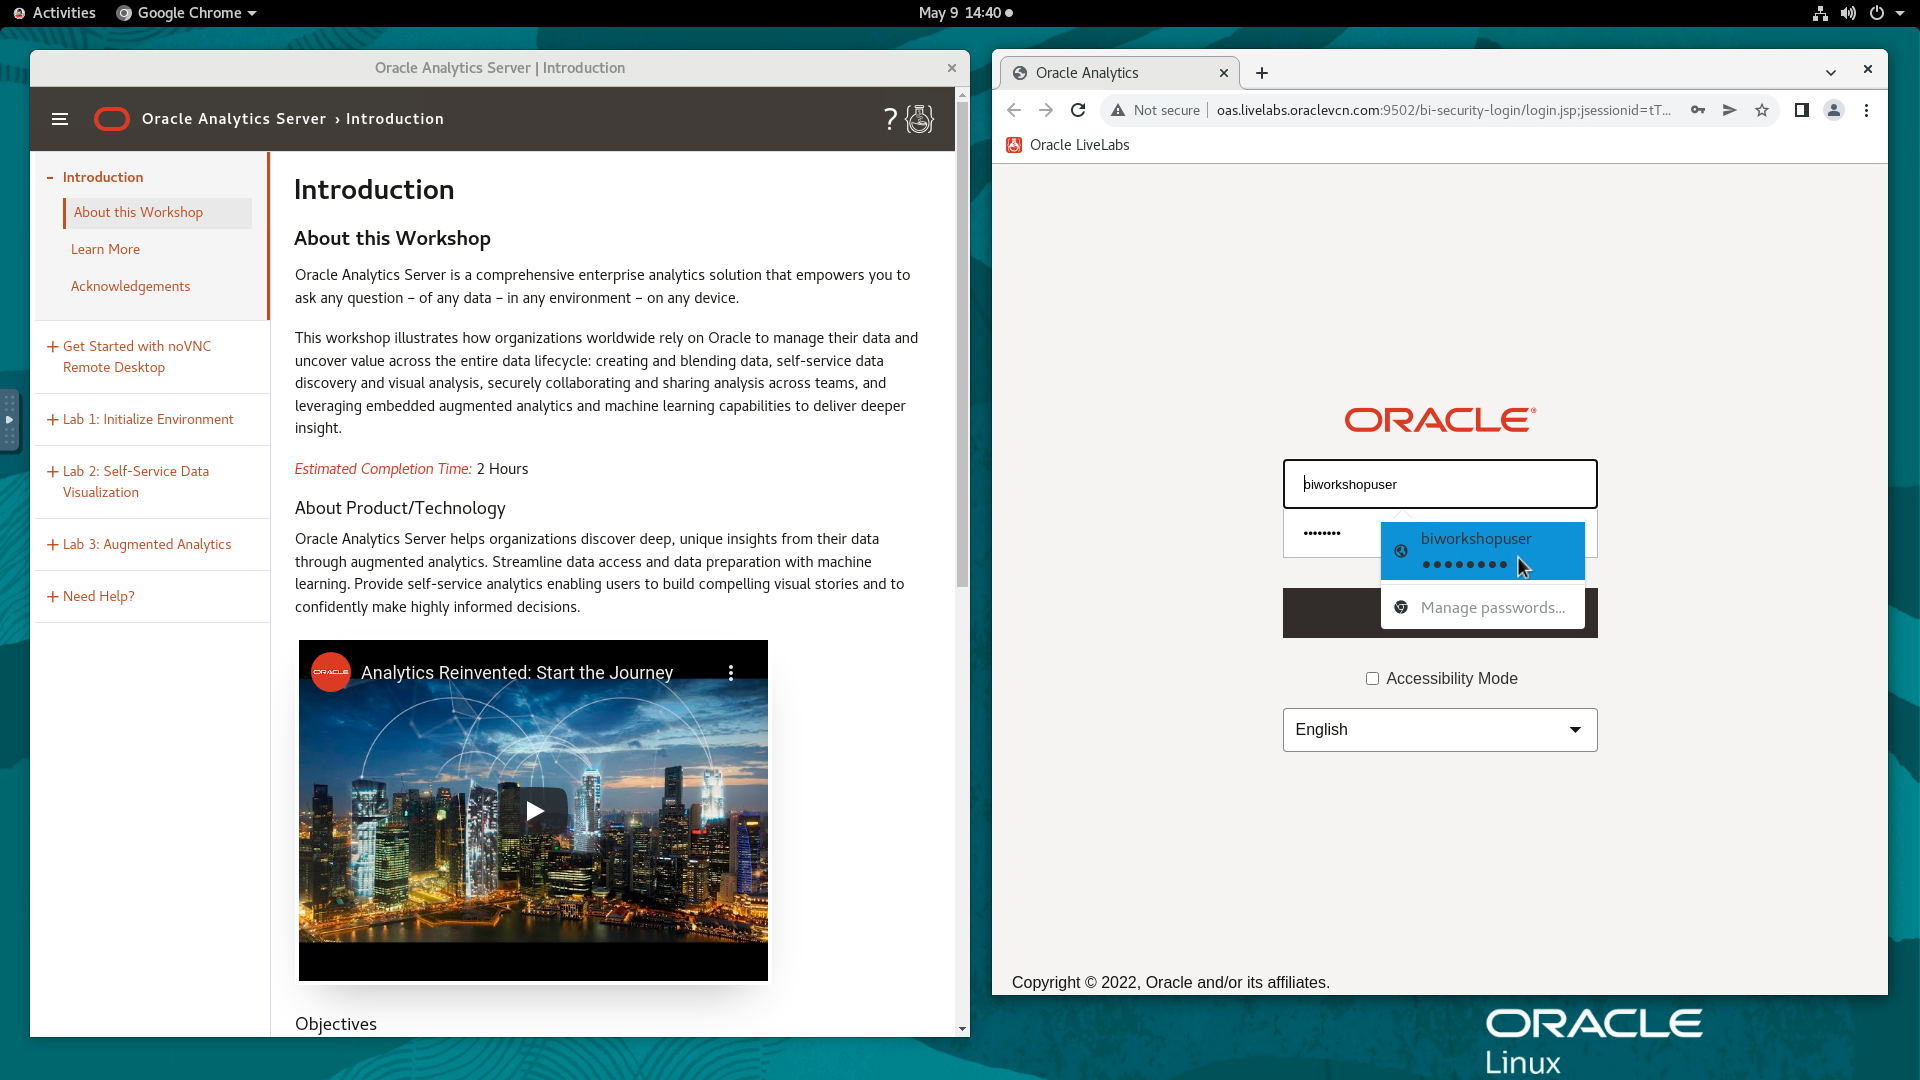 Activities
Google Chrome
May 9 14:40
Oracle Analytics Server | Introduction
Oracle Analytics Server › Introduction
?
- Introduction
About this Workshop
Learn More
Acknowledgements
+ Get Started with noVNC
Remote Desktop
+ Lab 1: Initialize Environment
+ Lab 2: Self-Service Data
Visualization
+ Lab 3: Augmented Analytics
+ Need Help?
Introduction
About this Workshop
Oracle Analytics Server is a comprehensive enterprise analytics solution that empowers you to
ask any question – of any data – in any environment – on any device.
This workshop illustrates how organizations worldwide rely on Oracle to manage their data and
uncover value across the entire data lifecycle: creating and blending data, self-service data
discovery and visual analysis, securely collaborating and sharing analysis across teams, and
leveraging embedded augmented analytics and machine learning capabilities to deliver deeper
insight.
Estimated Completion Time: 2 Hours
About Product/Technology
Oracle Analytics Server helps organizations discover deep, unique insights from their data
through augmented analytics. Streamline data access and data preparation with machine
learning. Provide self-service analytics enabling users to build compelling visual stories and to
confidently make highly informed decisions.
ORACLE
Analytics Reinvented: Start the Journey
Objectives
Oracle Analytics
Not secure
oas.livelabs.oraclevcn.com:9502/bi-security-login/login.jsp;jsessionid=tT...
Oracle LiveLabs
ORACLE®
biworkshopuser
••••••••
biworkshopuser
●●●●●●●●
Manage passwords...
Accessibility Mode
English
Copyright © 2022, Oracle and/or its affiliates.
ORACLE
Linux